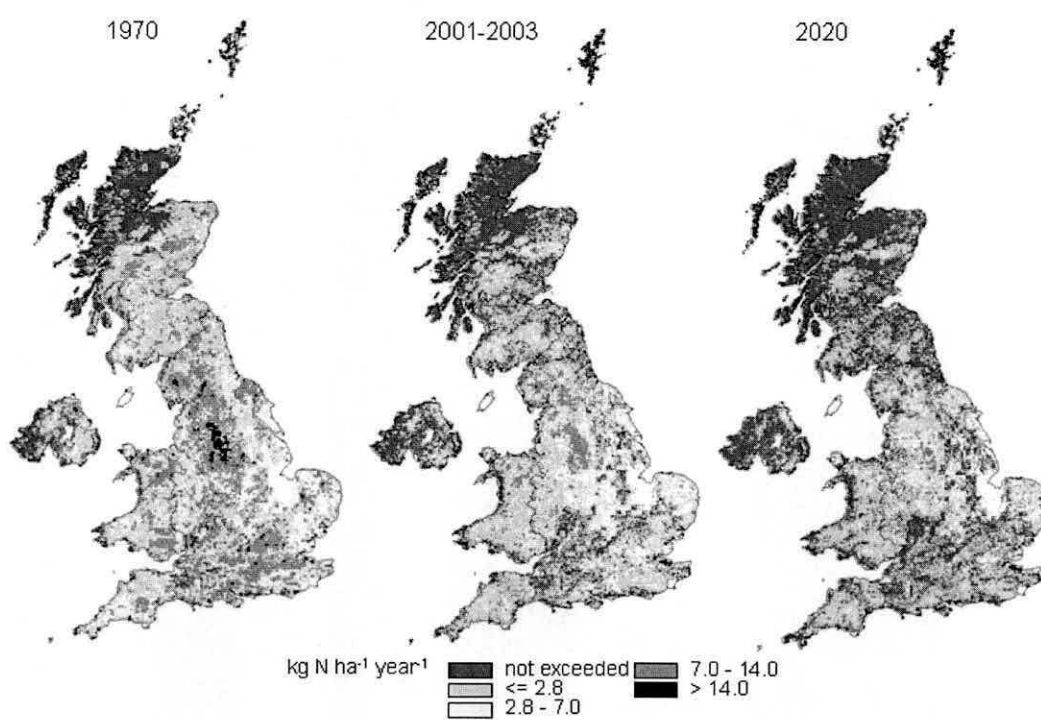 1970
2001-2003
2020
kg N ha⁻¹ year⁻¹
not exceeded
<= 2.8
2.8 - 7.0
7.0 - 14.0
> 14.0